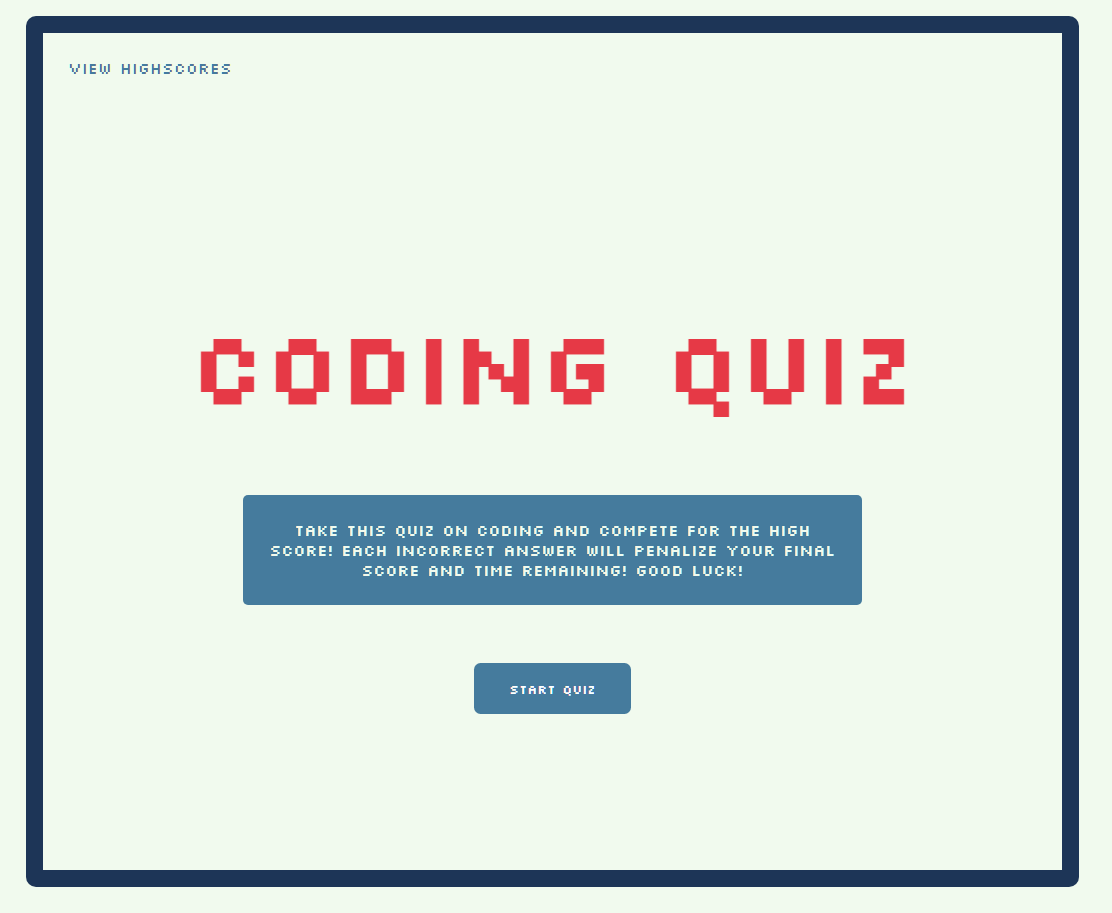 VIEW HIGHSCORES
CODING QUIZ
TAKE THIS QUIZ ON CODING AND COMPETE FOR THE HIGH
SCORE! EACH INCORRECT ANSWER WILL PENALIZE YOUR FINAL
SCORE AND TIME REMAINING! GOOD LUCK!
START QUIZ